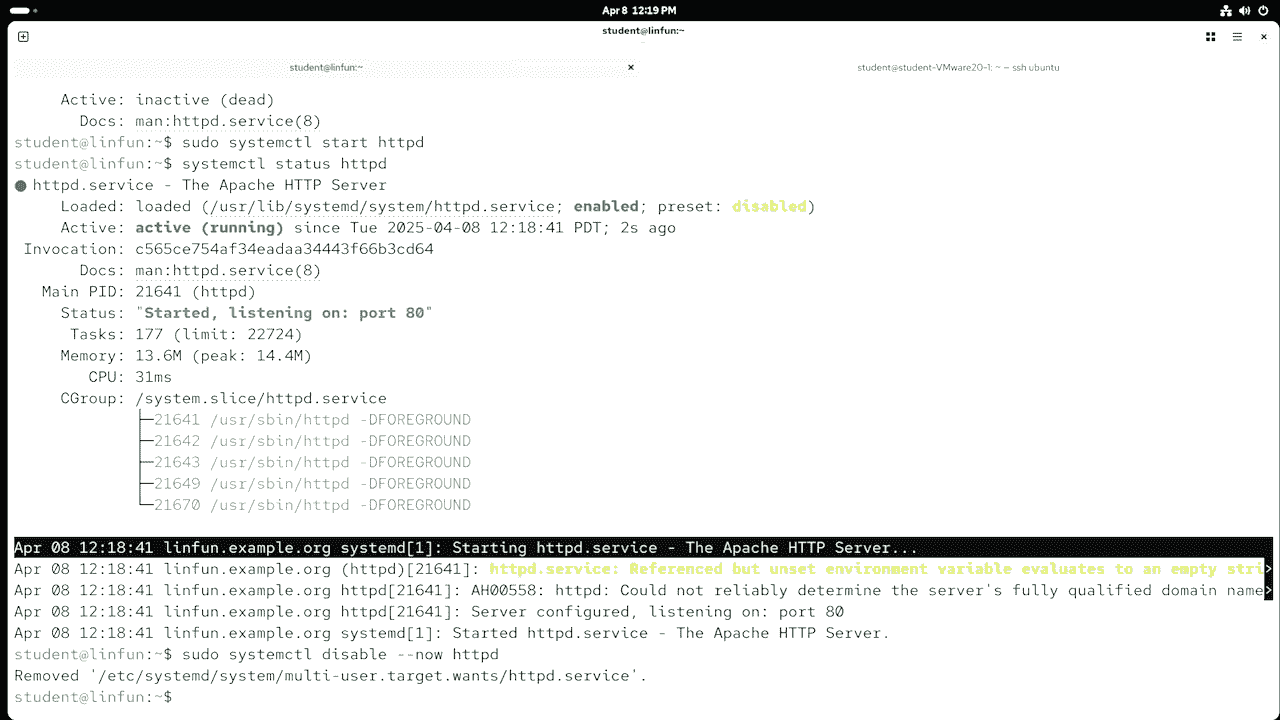 Apr 8 12:19 PM
student@linfun:~
student@linfun:~ student@student-VMware20-1: ~ – ssh ubuntu
Active: inactive (dead)
Docs: man:httpd.service(8)
student@linfun:~$ sudo systemctl start httpd
student@linfun:~$ systemctl status httpd
● httpd.service - The Apache HTTP Server
Loaded: loaded (/usr/lib/systemd/system/httpd.service; enabled; preset: disabled)
Active: active (running) since Tue 2025-04-08 12:18:41 PDT; 2s ago
Invocation: c565ce754af34eadaa34443f66b3cd64
Docs: man:httpd.service(8)
Main PID: 21641 (httpd)
Status: "Started, listening on: port 80"
Tasks: 177 (limit: 22724)
Memory: 13.6M (peak: 14.4M)
CPU: 31ms
CGroup: /system.slice/httpd.service
├─21641 /usr/sbin/httpd -DFOREGROUND
├─21642 /usr/sbin/httpd -DFOREGROUND
├─21643 /usr/sbin/httpd -DFOREGROUND
├─21649 /usr/sbin/httpd -DFOREGROUND
└─21670 /usr/sbin/httpd -DFOREGROUND
Apr 08 12:18:41 linfun.example.org systemd[1]: Starting httpd.service - The Apache HTTP Server...
Apr 08 12:18:41 linfun.example.org (httpd)[21641]: httpd.service: Referenced but unset environment variable evaluates to an empty stri>
Apr 08 12:18:41 linfun.example.org httpd[21641]: AH00558: httpd: Could not reliably determine the server's fully qualified domain name>
Apr 08 12:18:41 linfun.example.org httpd[21641]: Server configured, listening on: port 80
Apr 08 12:18:41 linfun.example.org systemd[1]: Started httpd.service - The Apache HTTP Server.
student@linfun:~$ sudo systemctl disable --now httpd
Removed '/etc/systemd/system/multi-user.target.wants/httpd.service'.
student@linfun:~$